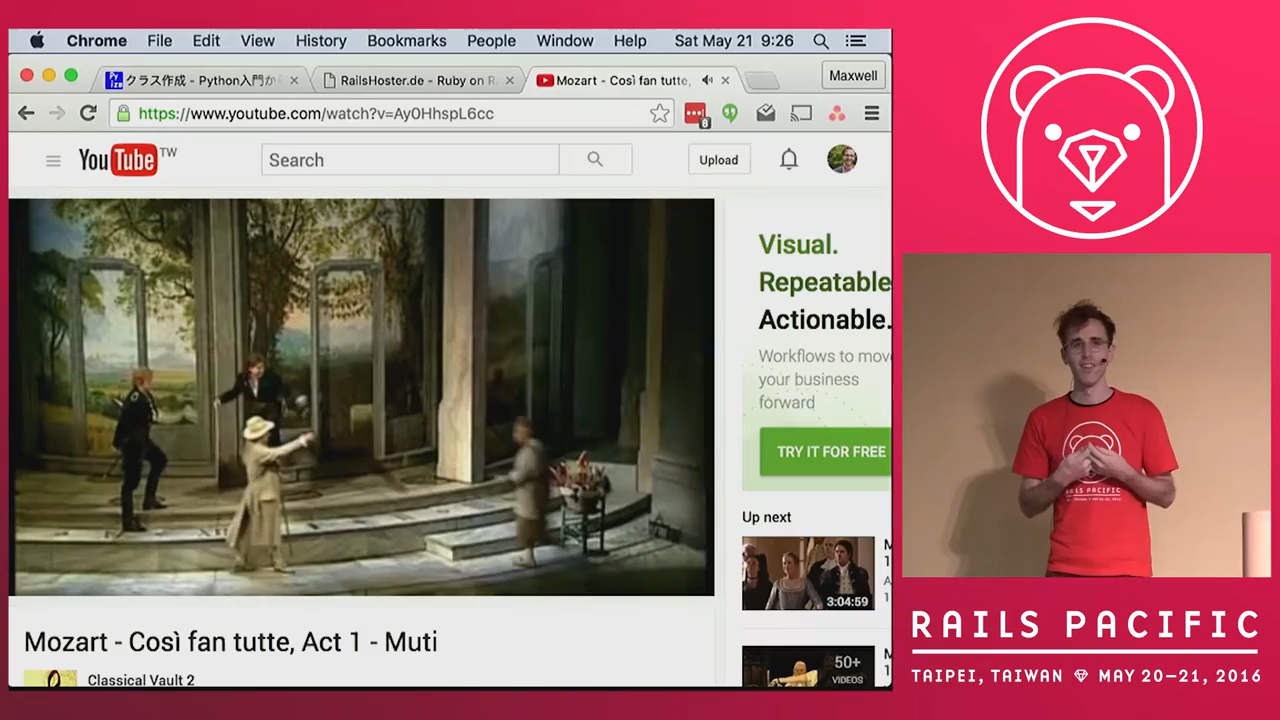 Chrome File Edit View History Bookmarks People Window Help Sat May 21 9:26
クラス作成 - Python入門か
RailsHoster.de - Ruby on R
Mozart - Così fan tutte,
Maxwell
https://www.youtube.com/watch?v=Ay0HhspL6cc
8
YouTube TW
Search
Upload
Visual.
Repeatable
Actionable.
Workflows to mov
your business
forward
TRY IT FOR FREE
Up next
3:04:59
50+
VIDEOS
Mozart - Così fan tutte, Act 1 - Muti
Classical Vault 2
RAILS PACIFIC
RAILS PACIFIC
TAIPEI, TAIWAN MAY 20–21, 2016